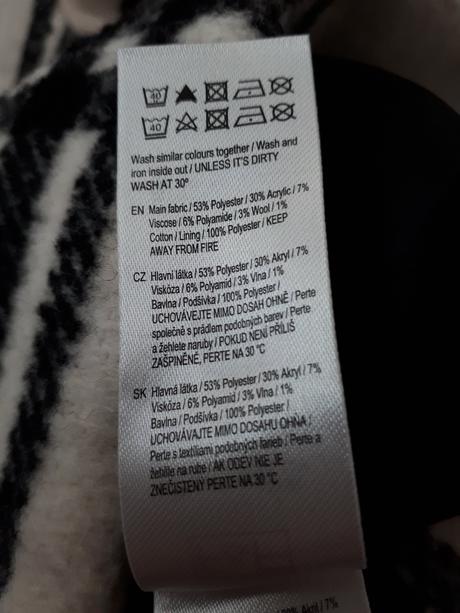 40
40
Wash similar colours together / Wash and
iron inside out / UNLESS IT'S DIRTY
WASH AT 30º
EN Main fabric / 53% Polyester / 30% Acrylic / 7%
Viscose / 6% Polyamide / 3% Wool / 1%
Cotton / Lining / 100% Polyester / KEEP
AWAY FROM FIRE
CZ Hlavní látka / 53% Polyester / 30% Akryl / 7%
Viskóza / 6% Polyamid / 3% Vlna / 1%
Bavlna / Podšívka / 100% Polyester /
UCHOVÁVEJTE MIMO DOSAH OHNĚ / Perte
společně s prádlem podobných barev / Perte
a žehlete naruby / POKUD NENÍ PŘÍLIŠ
ZAŠPINĚNÉ, PERTE NA 30 °C
SK Hlavná látka / 53% Polyester / 30% Akryl / 7%
Viskóza / 6% Polyamid / 3% Vlna / 1%
Bavlna / Podšívka / 100% Polyester /
UCHOVÁVAJTE MIMO DOSAHU OHŇA /
Perte s textíliami podobných farieb / Perte a
žehlite na rube / AK ODEV NIE JE
ZNEČISTENÝ PERTE NA 30 °C